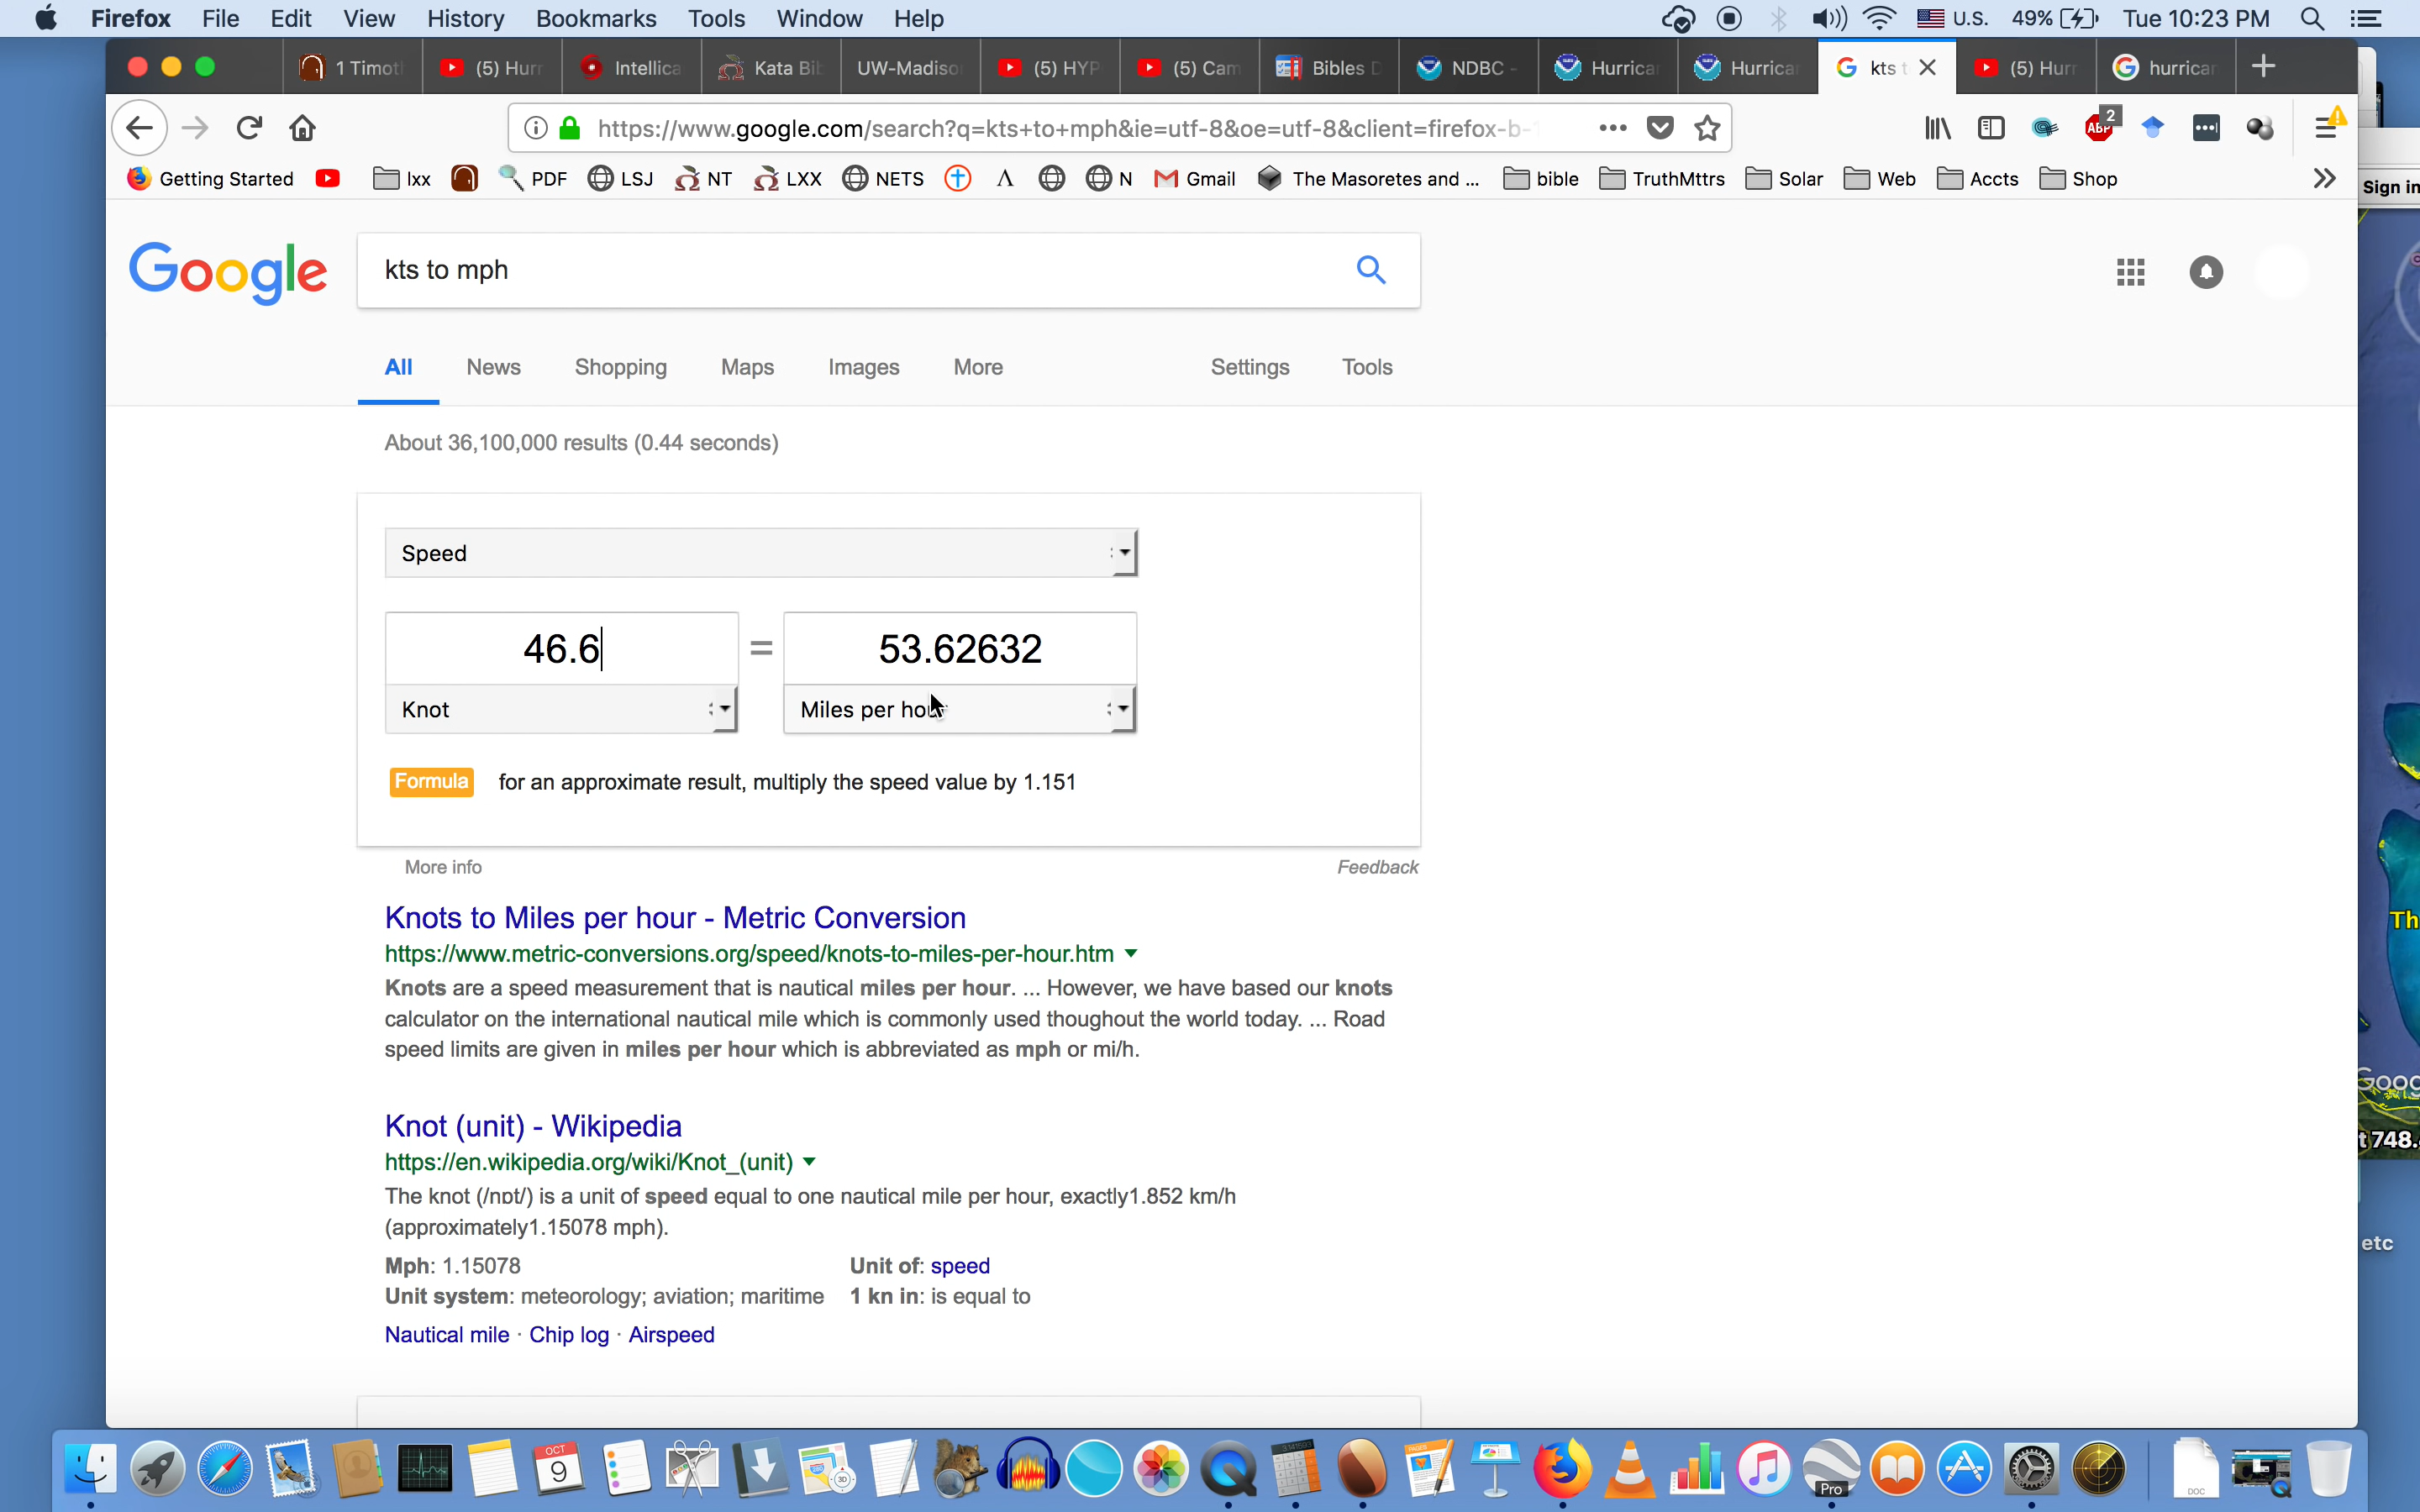 Firefox File Edit View History Bookmarks Tools Window Help U.S. 49% Tue 10:23 PM
1 Timot (5) Hurr Intellica Kata Bib UW-Madiso (5) HYP (5) Cam Bibles D NDBC - Hurrica Hurrica kts t (5) Hurr hurrica
https://www.google.com/search?q=kts+to+mph&ie=utf-8&oe=utf-8&client=firefox-b- ABP 2
Getting Started lxx PDF LSJ NT LXX NETS Λ N Gmail The Masoretes and ... bible TruthMttrs Solar Web Accts Shop
Sign in
Google kts to mph
All News Shopping Maps Images More Settings Tools
About 36,100,000 results (0.44 seconds)
Speed
46.6 = 53.62632
Knot Miles per hour
Formula for an approximate result, multiply the speed value by 1.151
More info Feedback
Knots to Miles per hour - Metric Conversion
https://www.metric-conversions.org/speed/knots-to-miles-per-hour.htm
Knots are a speed measurement that is nautical miles per hour. ... However, we have based our knots
calculator on the international nautical mile which is commonly used thoughout the world today. ... Road
speed limits are given in miles per hour which is abbreviated as mph or mi/h.
Knot (unit) - Wikipedia
https://en.wikipedia.org/wiki/Knot_(unit)
The knot (/nɒt/) is a unit of speed equal to one nautical mile per hour, exactly1.852 km/h
(approximately1.15078 mph).
Mph: 1.15078 Unit of: speed
Unit system: meteorology; aviation; maritime 1 kn in: is equal to
Nautical mile · Chip log · Airspeed
Th
Goog
t 748.
etc
OCT
9
3D
PAGES
Pro
DOC